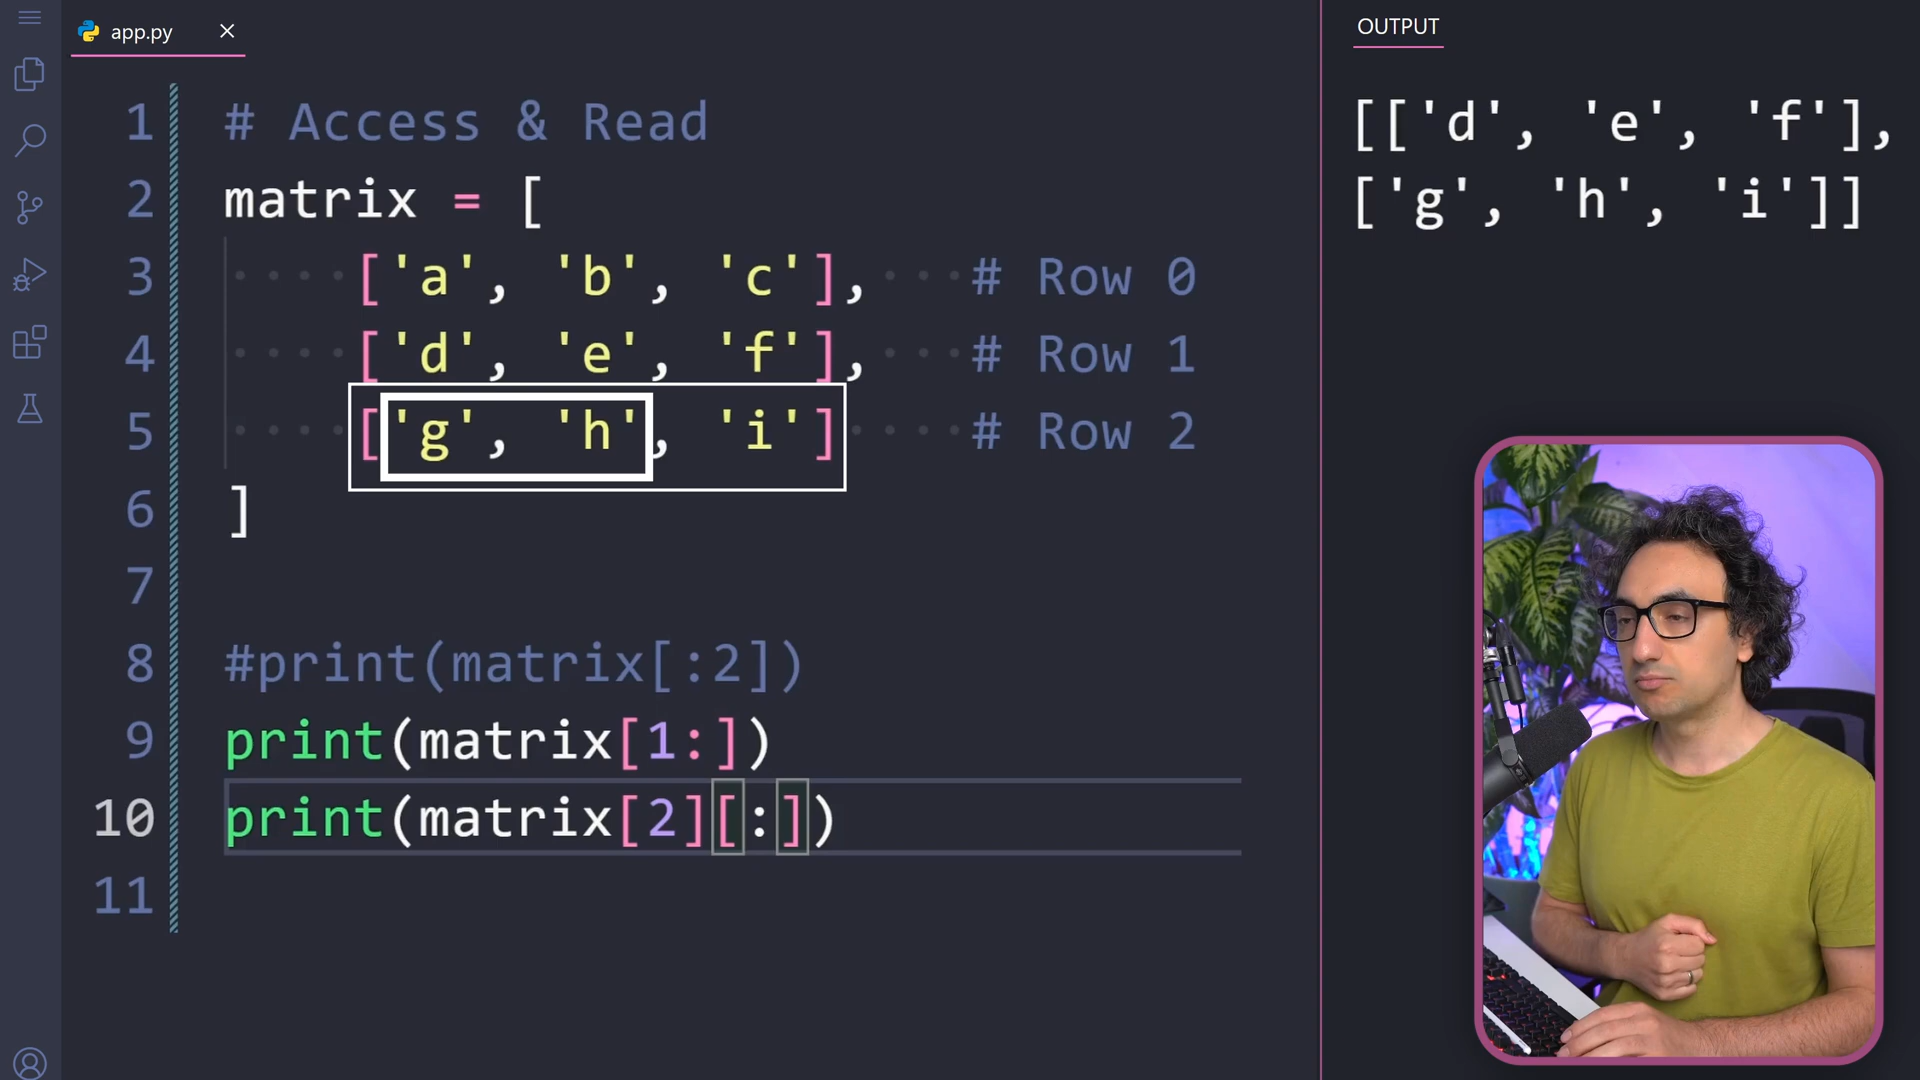 app.py
OUTPUT
1 # Access & Read
2 matrix = [
3 ['a', 'b', 'c'], # Row 0
4 ['d', 'e', 'f'], # Row 1
5 ['g', 'h', 'i'] # Row 2
6 ]
7
8 #print(matrix[:2])
9 print(matrix[1:])
10 print(matrix[2][:])
11
[['d', 'e', 'f'],
['g', 'h', 'i']]